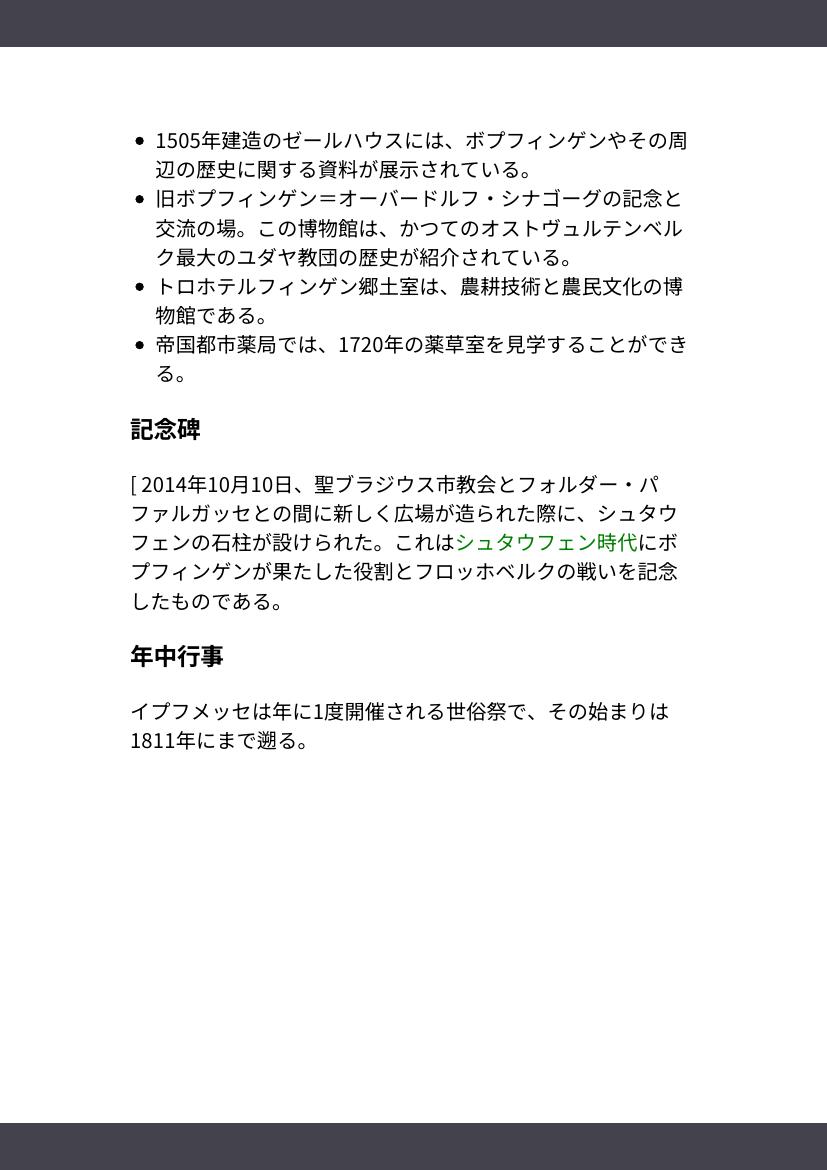 • 1505年建造のゼールハウスには、ボプフィンゲンやその周
辺の歴史に関する資料が展示されている。
• 旧ボプフィンゲン＝オーバードルフ・シナゴーグの記念と
交流の場。この博物館は、かつてのオストヴュルテンベル
ク最大のユダヤ教団の歴史が紹介されている。
• トロホテルフィンゲン郷土室は、農耕技術と農民文化の博
物館である。
• 帝国都市薬局では、1720年の薬草室を見学することができ
る。
記念碑
[ 2014年10月10日、聖ブラジウス市教会とフォルダー・パ
ファルガッセとの間に新しく広場が造られた際に、シュタウ
フェンの石柱が設けられた。これはシュタウフェン時代にボ
プフィンゲンが果たした役割とフロッホベルクの戦いを記念
したものである。
年中行事
イプフメッセは年に1度開催される世俗祭で、その始まりは
1811年にまで遡る。